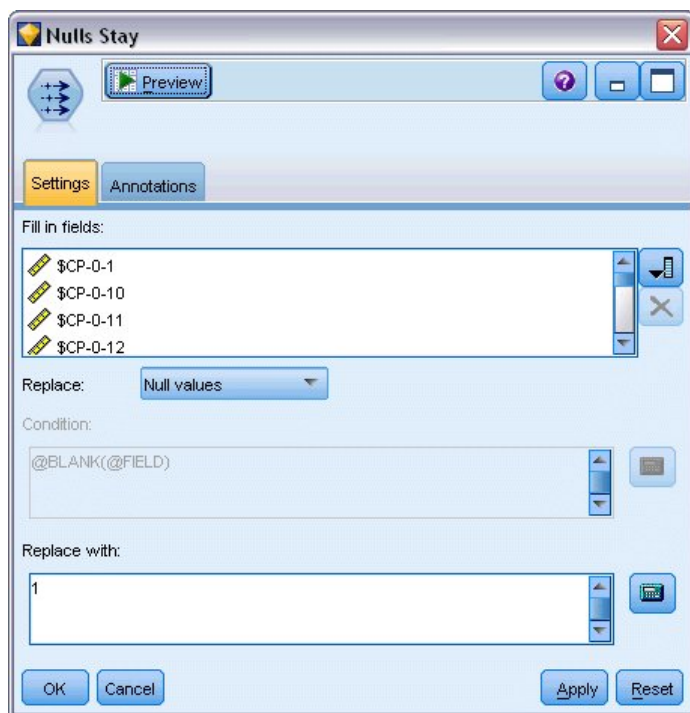 Nulls Stay
Preview
Settings
Annotations
Fill in fields:
$CP-0-1
$CP-0-10
$CP-0-11
$CP-0-12
Replace:
Null values
Condition:
@BLANK(@FIELD)
Replace with:
1
OK
Cancel
Apply
Reset